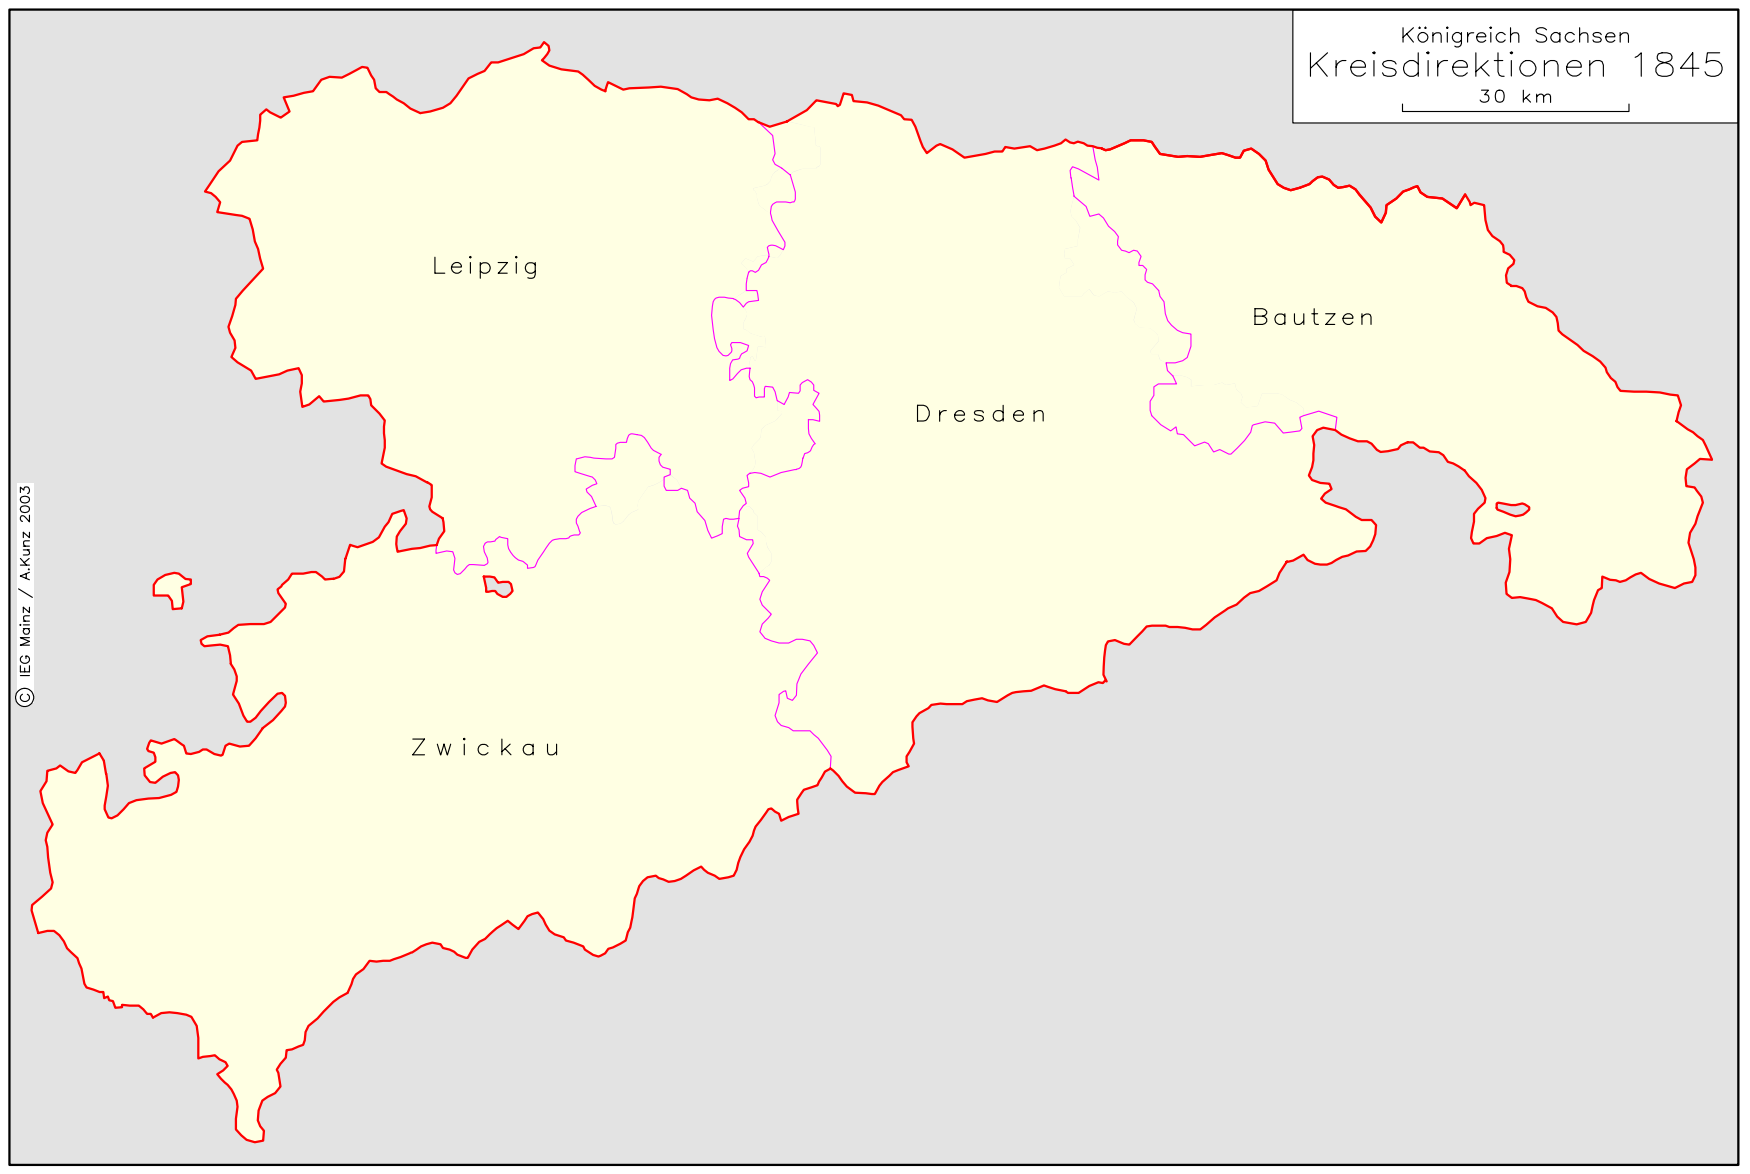 Königreich Sachsen
Kreisdirektionen 1845
30 km
Leipzig
Bautzen
Dresden
Zwickau
© IEG Mainz / A.Kunz 2003